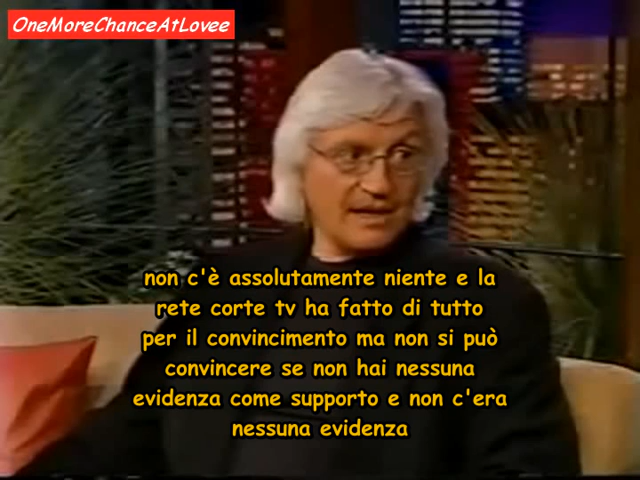 OneMoreChanceAtLovee
non c'è assolutamente niente e la
rete corte tv ha fatto di tutto
per il convincimento ma non si può
convincere se non hai nessuna
evidenza come supporto e non c'era
nessuna evidenza